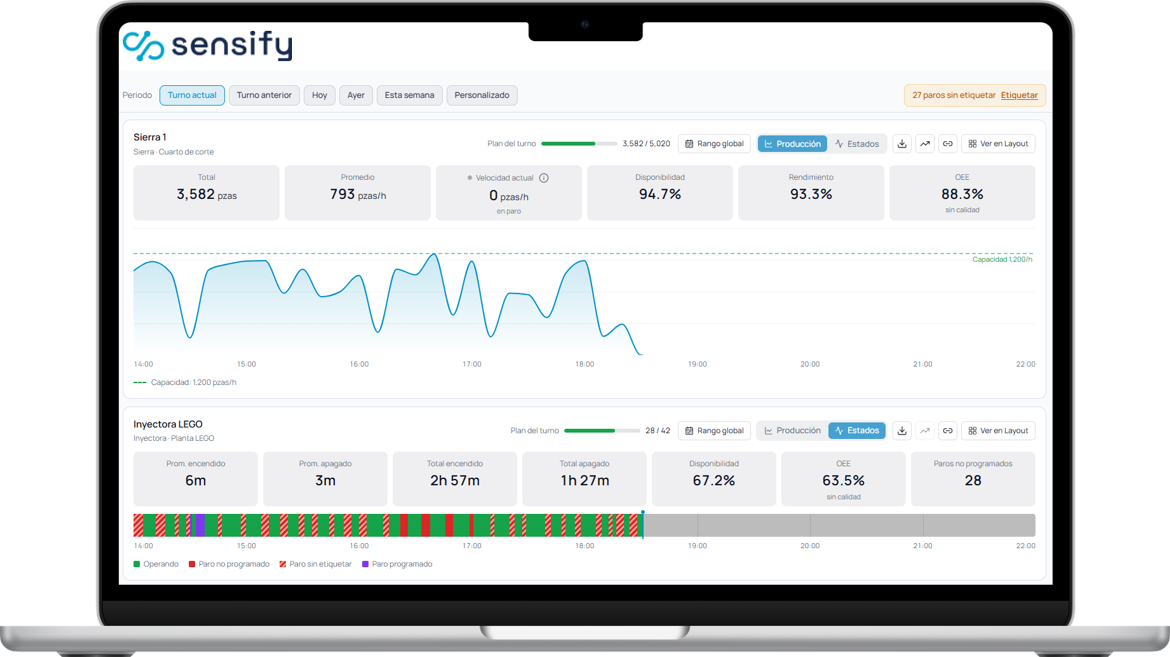 sensify
Periodo Turno actual Turno anterior Hoy Ayer Esta semana Personalizado 27 paros sin etiquetar Etiquetar
Sierra 1
Sierra · Cuarto de corte
Plan del turno 3,582 / 5,020 Rango global Producción Estados Ver en Layout
Total Promedio Velocidad actual Disponibilidad Rendimiento OEE
3,582 pzas 793 pzas/h 0 pzas/h 94.7% 93.3% 88.3%
en paro sin calidad
Capacidad 1,200/h
14:00 15:00 16:00 17:00 18:00 19:00 20:00 21:00 22:00
Capacidad: 1,200 pzas/h
Inyectora LEGO
Inyectora · Planta LEGO
Plan del turno 28 / 42 Rango global Producción Estados Ver en Layout
Prom. encendido Prom. apagado Total encendido Total apagado Disponibilidad OEE Paros no programados
6m 3m 2h 57m 1h 27m 67.2% 63.5% 28
sin calidad
14:00 15:00 16:00 17:00 18:00 19:00 20:00 21:00 22:00
Operando Paro no programado Paro sin etiquetar Paro programado